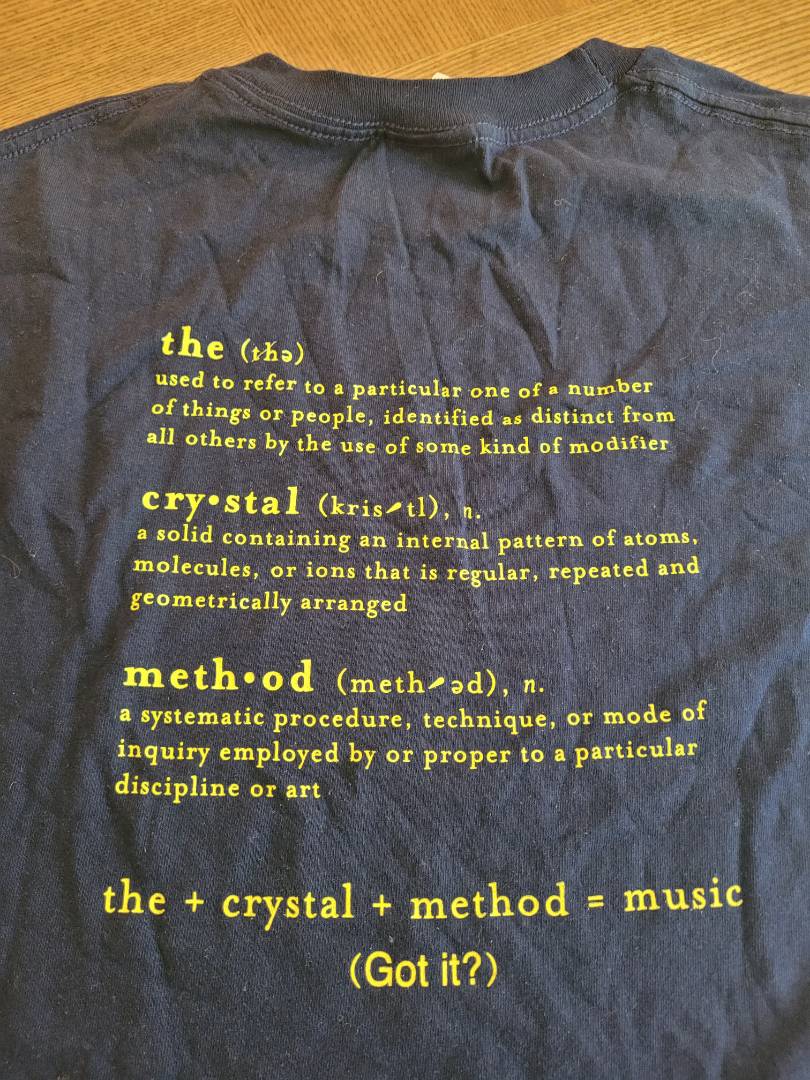 the (thə)
used to refer to a particular one of a number
of things or people, identified as distinct from
all others by the use of some kind of modifier
cry•stal (kris′tl), n.
a solid containing an internal pattern of atoms,
molecules, or ions that is regular, repeated and
geometrically arranged
meth•od (meth′əd), n.
a systematic procedure, technique, or mode of
inquiry employed by or proper to a particular
discipline or art
the + crystal + method = music
(Got it?)